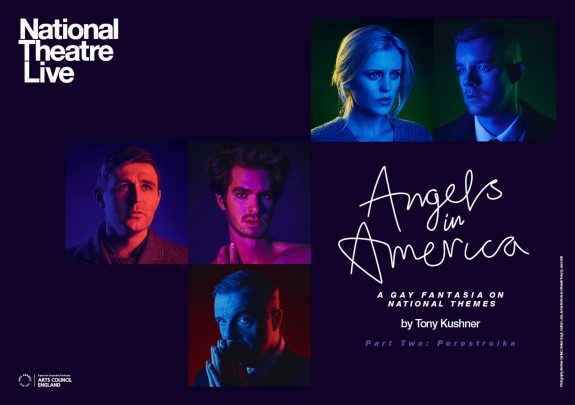 National
Theatre
Live
Angels
in
America
A GAY FANTASIA ON
NATIONAL THEMES
by Tony Kushner
Part Two: Perestroika
ARTS COUNCIL
ENGLAND